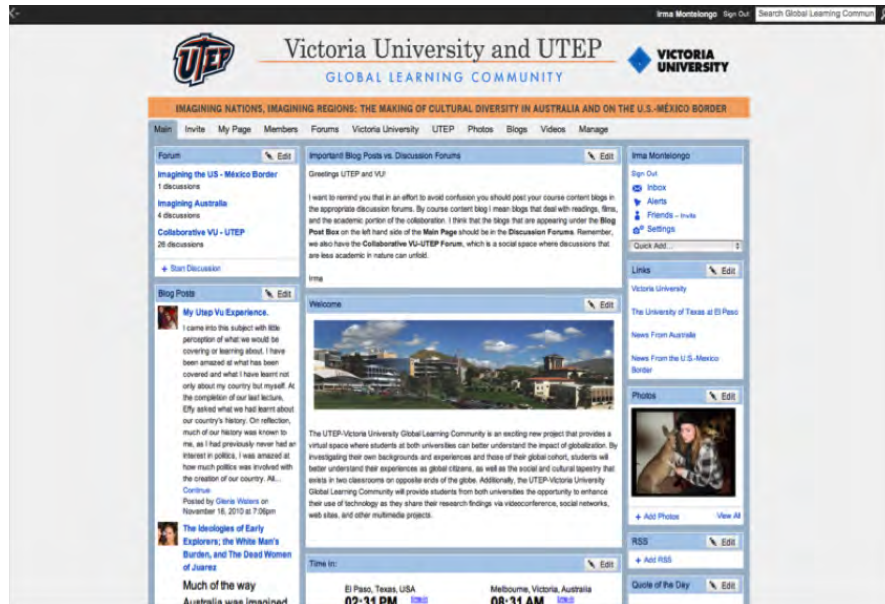 Irma Montelongo Sign Out Search Global Learning Commun
UTEP
Victoria University and UTEP
GLOBAL LEARNING COMMUNITY
VICTORIA
UNIVERSITY
IMAGINING NATIONS, IMAGINING REGIONS: THE MAKING OF CULTURAL DIVERSITY IN AUSTRALIA AND ON THE U.S.-MÉXICO BORDER
Main Invite My Page Members Forums Victoria University UTEP Photos Blogs Videos Manage
Forum Edit
Imagining the US - México Border
1 discussions
Imagining Australia
4 discussions
Collaborative VU - UTEP
26 discussions
+ Start Discussion
Blog Posts Edit
My Utep Vu Experience.
I came into this subject with little
perception of what we would be
covering or learning about. I have
been amazed at what has been
covered and what I have learnt not
only about my country but myself. At
the completion of our last lecture,
Effy asked what we had learnt about
our country's history. On reflection,
much of our history was known to
me, as I had previously never had an
interest in politics, I was amazed at
how much politics was involved with
the creation of our country. Al...
Continue
Posted by Gloria Waters on
November 16, 2010 at 7:06pm
The Ideologies of Early
Explorers; the White Man's
Burden, and The Dead Women
of Juarez
Much of the way
Australia was imagined
Important Blog Posts vs. Discussion Forums Edit
Greetings UTEP and VU!
I want to remind you that in an effort to avoid confusion you should post your course content blogs in
the appropriate discussion forums. By course content blog I mean blogs that deal with readings, films,
and the academic portion of the collaboration. I think that the blogs that are appearing under the Blog
Post Box on the left hand side of the Main Page should be in the Discussion Forums. Remember,
we also have the Collaborative VU-UTEP Forum, which is a social space where discussions that
are less academic in nature can unfold.
Irma
Welcome Edit
The UTEP-Victoria University Global Learning Community is an exciting new project that provides a
virtual space where students at both universities can better understand the impact of globalization. By
investigating their own backgrounds and experiences and those of their global cohort, students will
better understand their experiences as global citizens, as well as the social and cultural tapestry that
exists in two classrooms on opposite ends of the globe. Additionally, the UTEP-Victoria University
Global Learning Community will provide students from both universities the opportunity to enhance
their use of technology as they share their research findings via videoconference, social networks,
web sites, and other multimedia projects.
Time in: Edit
El Paso, Texas, USA Melbourne, Victoria, Australia
02:31 PM 08:31 AM
Irma Montelongo
Sign Out
Inbox
Alerts
Friends – Invite
Settings
Quick Add...
Links Edit
Victoria University
The University of Texas at El Paso
News From Australia
News From the U.S.-Mexico
Border
Photos Edit
+ Add Photos View All
RSS Edit
+ Add RSS
Quote of the Day Edit